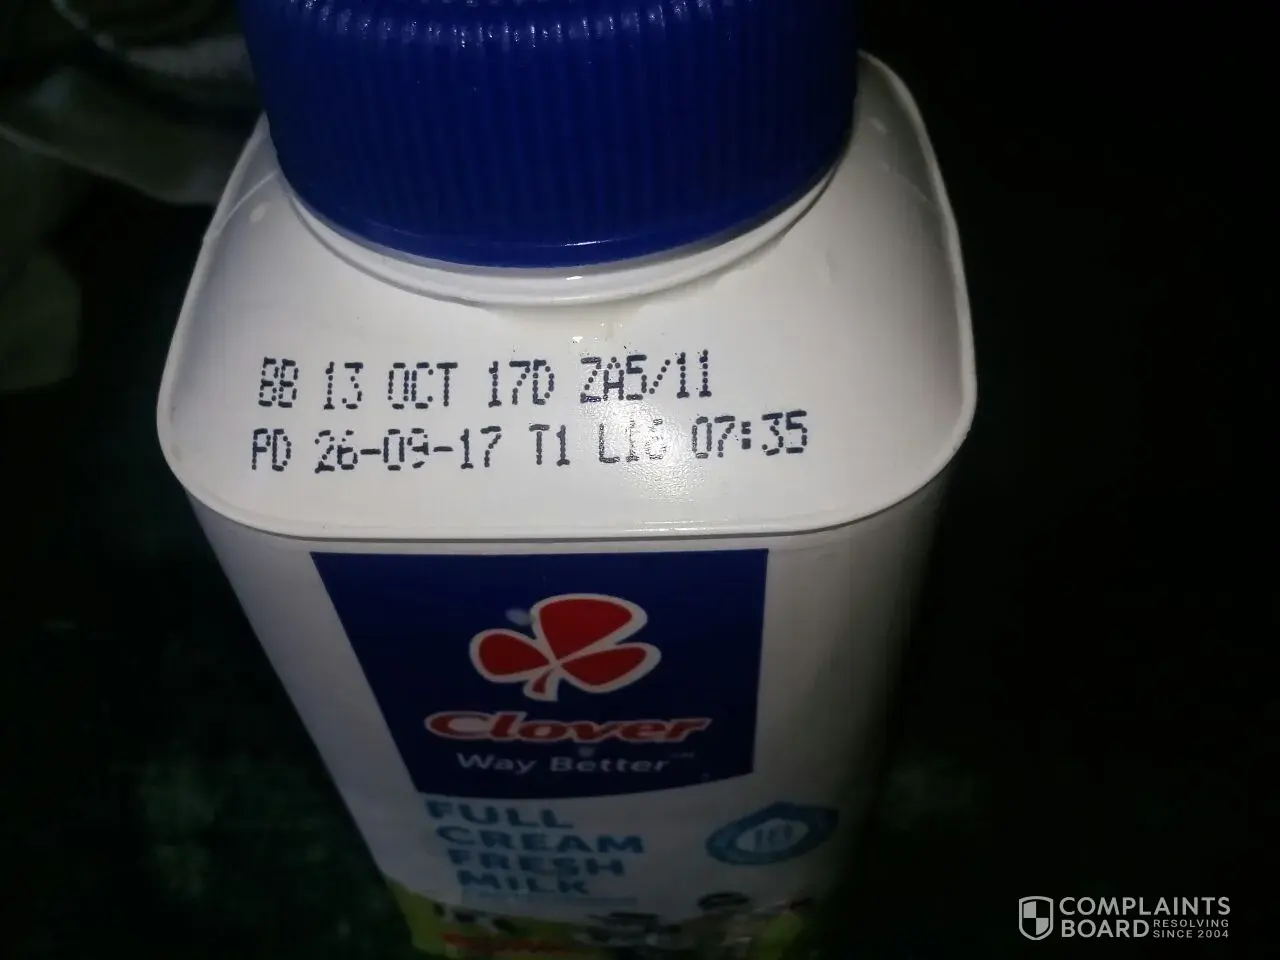 BB 13 OCT 17D ZA5/11
PD 26-09-17 T1 07:35
Clover
Way Better
FULL
CREAM
FRESH
MILK
COMPLAINTS
BOARD RESOLVING
SINCE 2004